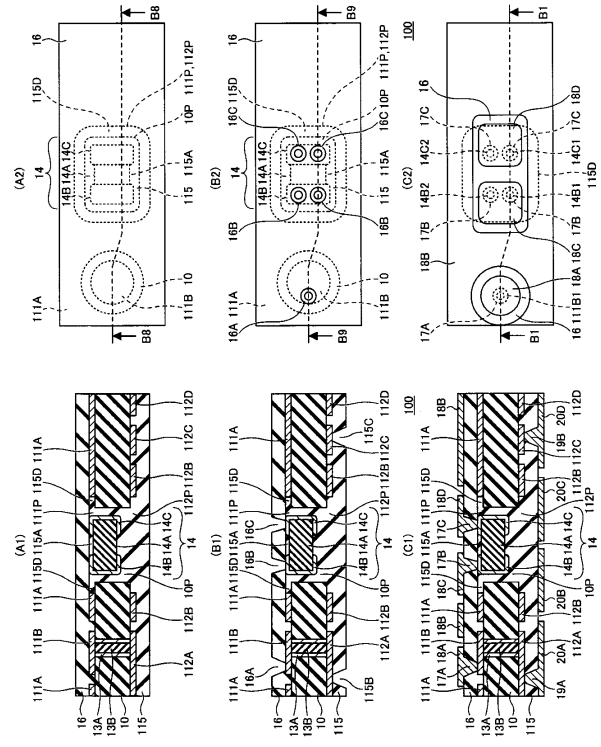 (A1)
111A
111B
111A
115D
115A
111P
115D
111A
16
13A
13B
10
115
112A
112B
10P
14B
14A
14C
14
112P
112B
112C
112D
(A2)
14
14B
14A
14C
115D
16
B8
111P,112P
10P
115A
115
10
111B
111A
B8
(B1)
111A
16A
111B
111A
115D
16B
115A
16C
111P
115D
111A
16
13A
13B
10
115
115B
112A
112B
10P
14B
14A
14C
14
112P
112B
115C
112C
112D
(B2)
14
14B
14A
14C
16C
115D
16
B9
111P,112P
10P
16C
115A
115
16B
16B
10
111B
111A
16A
B9
(C1)
100
111A
17A
18A
111B
18B
111A
18C
115D
17B
115A
17C
18D
111P
115D
111A
18B
16
13A
13B
10
115
19A
20A
112A
112B
20B
10P
14B
14A
14C
14
20C
112P
112B
112C
19B
20D
112D
(C2)
100
17A
18B
14B2
17B
14C2
17C
16
18D
B1
17C
14C1
115D
14B1
17B
18C
18A
111B1
16
B1